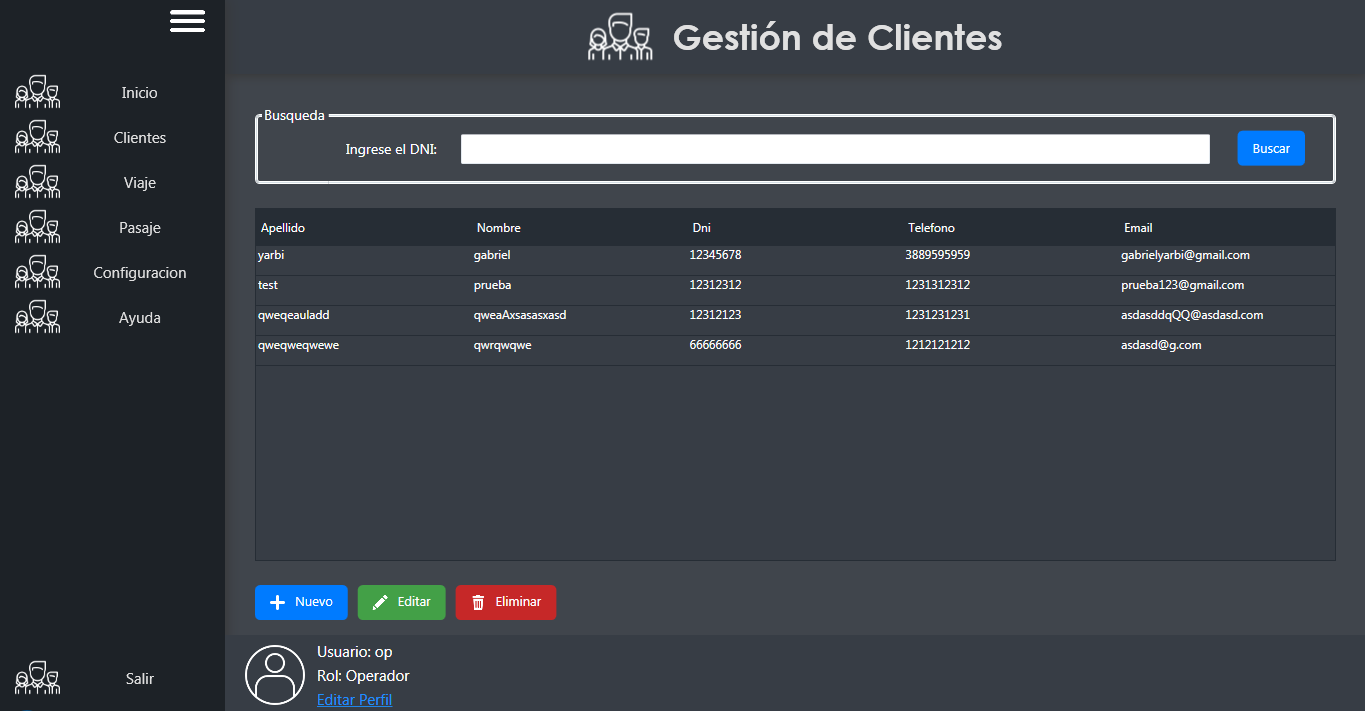 Gestión de Clientes
Inicio
Clientes
Viaje
Pasaje
Configuracion
Ayuda
Salir
Busqueda
Ingrese el DNI: Buscar
Apellido Nombre Dni Telefono Email
yarbi gabriel 12345678 3889595959 gabrielyarbi@gmail.com
test prueba 12312312 1231312312 prueba123@gmail.com
qweqeauladd qweaAxsasasxasd 12312123 1231231231 asdasddqQQ@asdasd.com
qweqweqwewe qwrqwqwe 66666666 1212121212 asdasd@g.com
Nuevo Editar Eliminar
Usuario: op
Rol: Operador
Editar Perfil